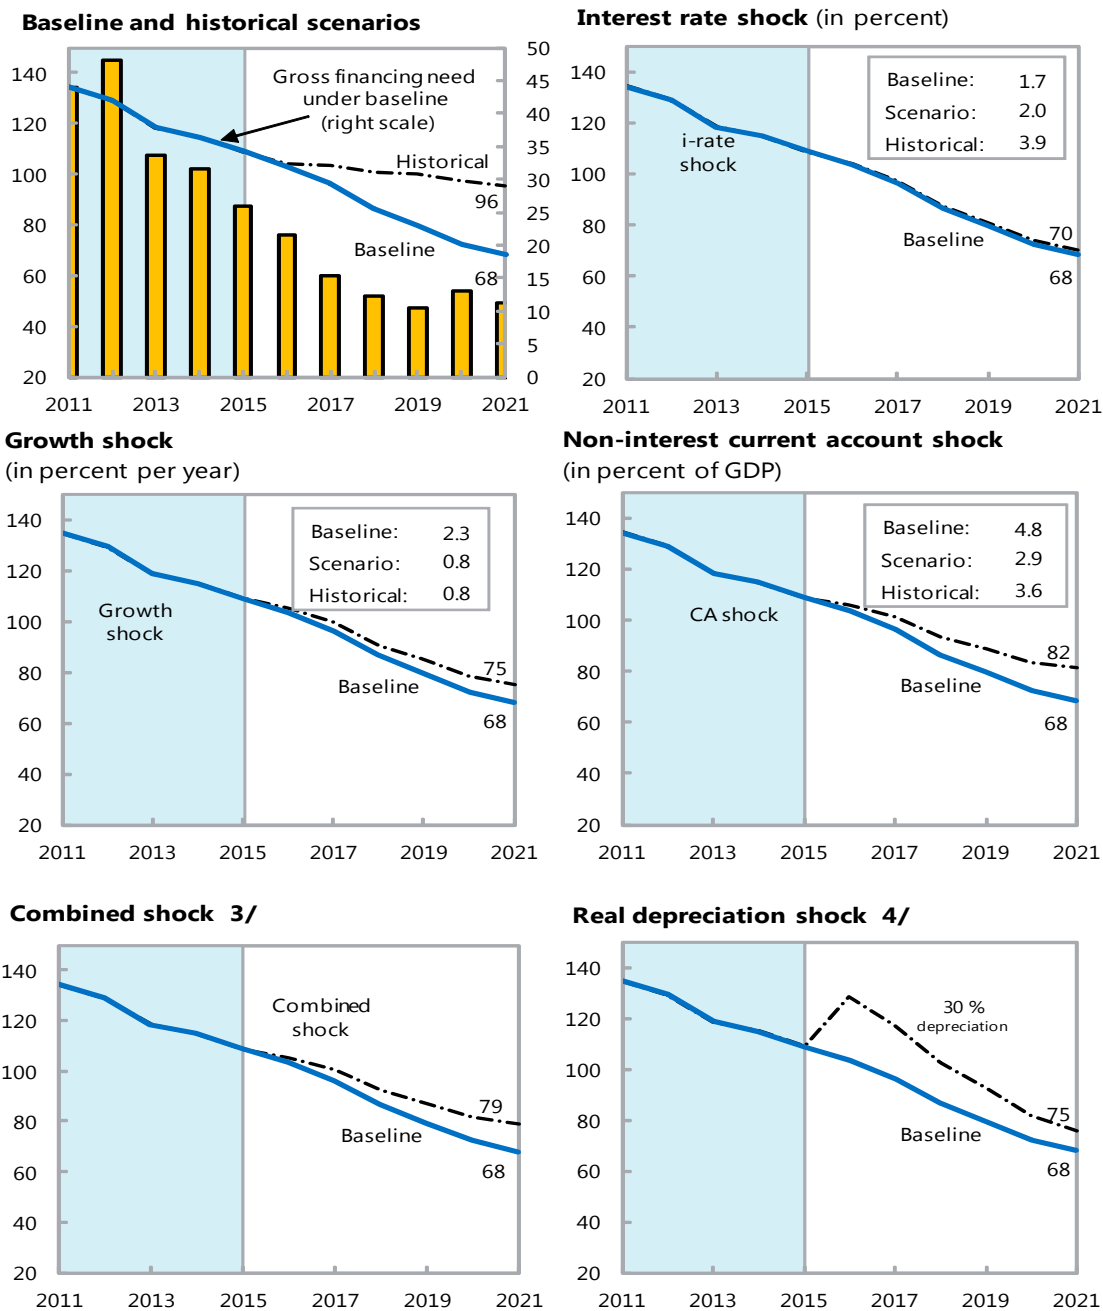 Baseline and historical scenarios
140
120
100
80
60
40
20
50
45
40
35
30
25
20
15
10
5
0
Gross financing need
under baseline
(right scale)
Historical
96
Baseline
68
2011 2013 2015 2017 2019 2021
Interest rate shock (in percent)
140
120
100
80
60
40
20
Baseline: 1.7
Scenario: 2.0
Historical: 3.9
i-rate
shock
Baseline
70
68
2011 2013 2015 2017 2019 2021
Growth shock
(in percent per year)
140
120
100
80
60
40
20
Baseline: 2.3
Scenario: 0.8
Historical: 0.8
Growth
shock
75
Baseline
68
2011 2013 2015 2017 2019 2021
Non-interest current account shock
(in percent of GDP)
140
120
100
80
60
40
20
Baseline: 4.8
Scenario: 2.9
Historical: 3.6
CA shock
82
Baseline
68
2011 2013 2015 2017 2019 2021
Combined shock 3/
140
120
100
80
60
40
20
Combined
shock
79
Baseline
68
2011 2013 2015 2017 2019 2021
Real depreciation shock 4/
140
120
100
80
60
40
20
30 %
depreciation
75
Baseline
68
2011 2013 2015 2017 2019 2021